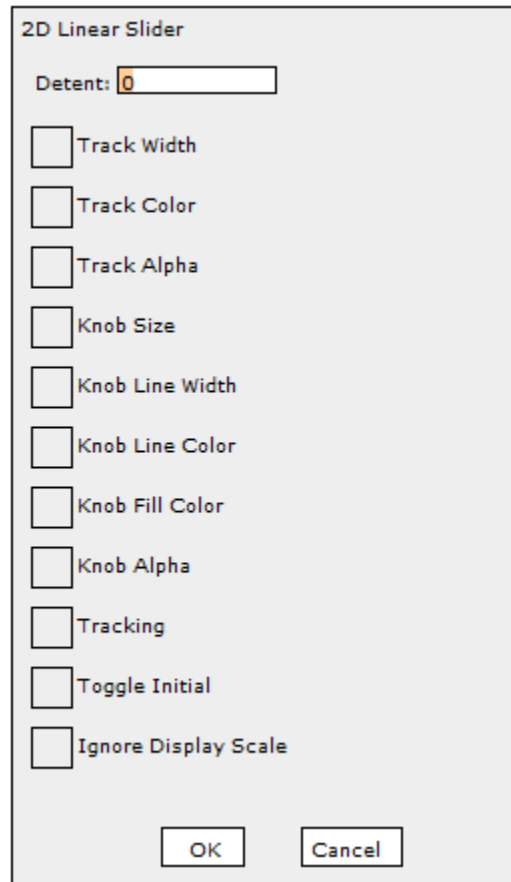 2D Linear Slider
Detent: 0
Track Width
Track Color
Track Alpha
Knob Size
Knob Line Width
Knob Line Color
Knob Fill Color
Knob Alpha
Tracking
Toggle Initial
Ignore Display Scale
OK Cancel